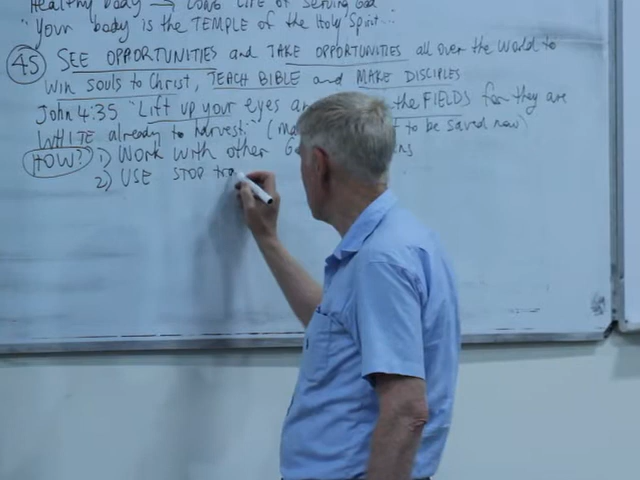 Healthy body → LONG LIFE of serving God
"Your body is the TEMPLE of the Holy Spirit..."
45 SEE OPPORTUNITIES and TAKE OPPORTUNITIES all over the world to
win souls to Christ, TEACH BIBLE and MAKE DISCIPLES
John 4:35 "Lift up your eyes the FIELDS for they are
WHITE already to harvest." ( to be saved now)
HOW? 1) Work with other
2) USE STOP